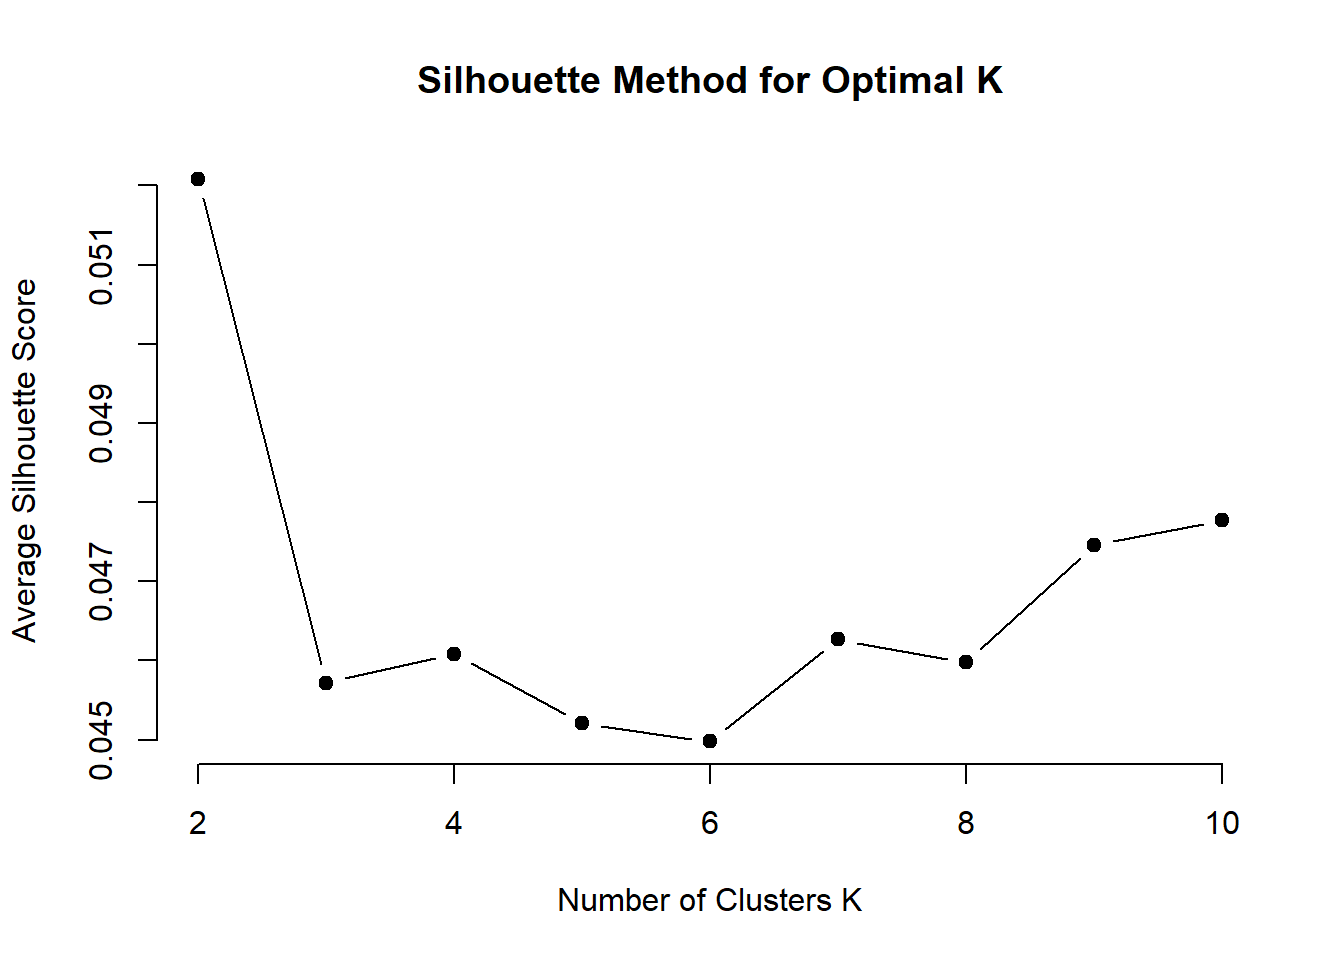 Silhouette Method for Optimal K
Average Silhouette Score
0.051
0.049
0.047
0.045
2 4 6 8 10
Number of Clusters K